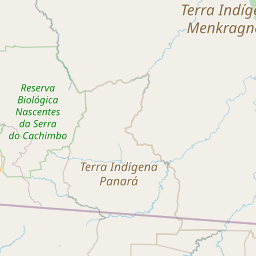 Terra Indíge
Menkragno
Reserva
Biológica
Nascentes
da Serra
do Cachimbo
Terra Indígena
Panará